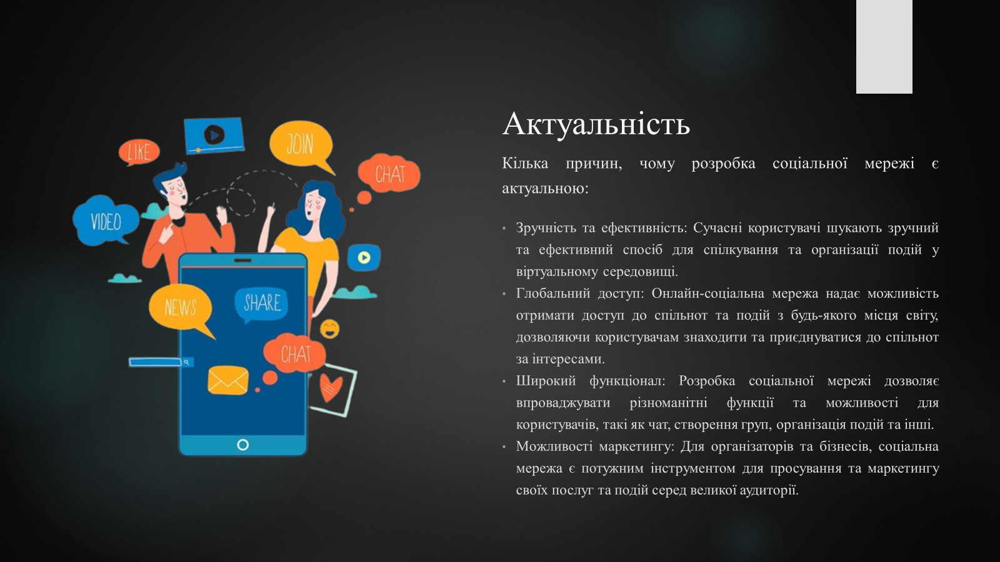 LIKE
JOIN
CHAT
VIDEO
NEWS
SHARE
CHAT
Актуальність
Кілька причин, чому розробка соціальної мережі є
актуальною:
• Зручність та ефективність: Сучасні користувачі шукають зручний
та ефективний спосіб для спілкування та організації подій у
віртуальному середовищі.
• Глобальний доступ: Онлайн-соціальна мережа надає можливість
отримати доступ до спільнот та подій з будь-якого місця світу,
дозволяючи користувачам знаходити та приєднуватися до спільнот
за інтересами.
• Широкий функціонал: Розробка соціальної мережі дозволяє
впроваджувати різноманітні функції та можливості для
користувачів, такі як чат, створення груп, організація подій та інші.
• Можливості маркетингу: Для організаторів та бізнесів, соціальна
мережа є потужним інструментом для просування та маркетингу
своїх послуг та подій серед великої аудиторії.